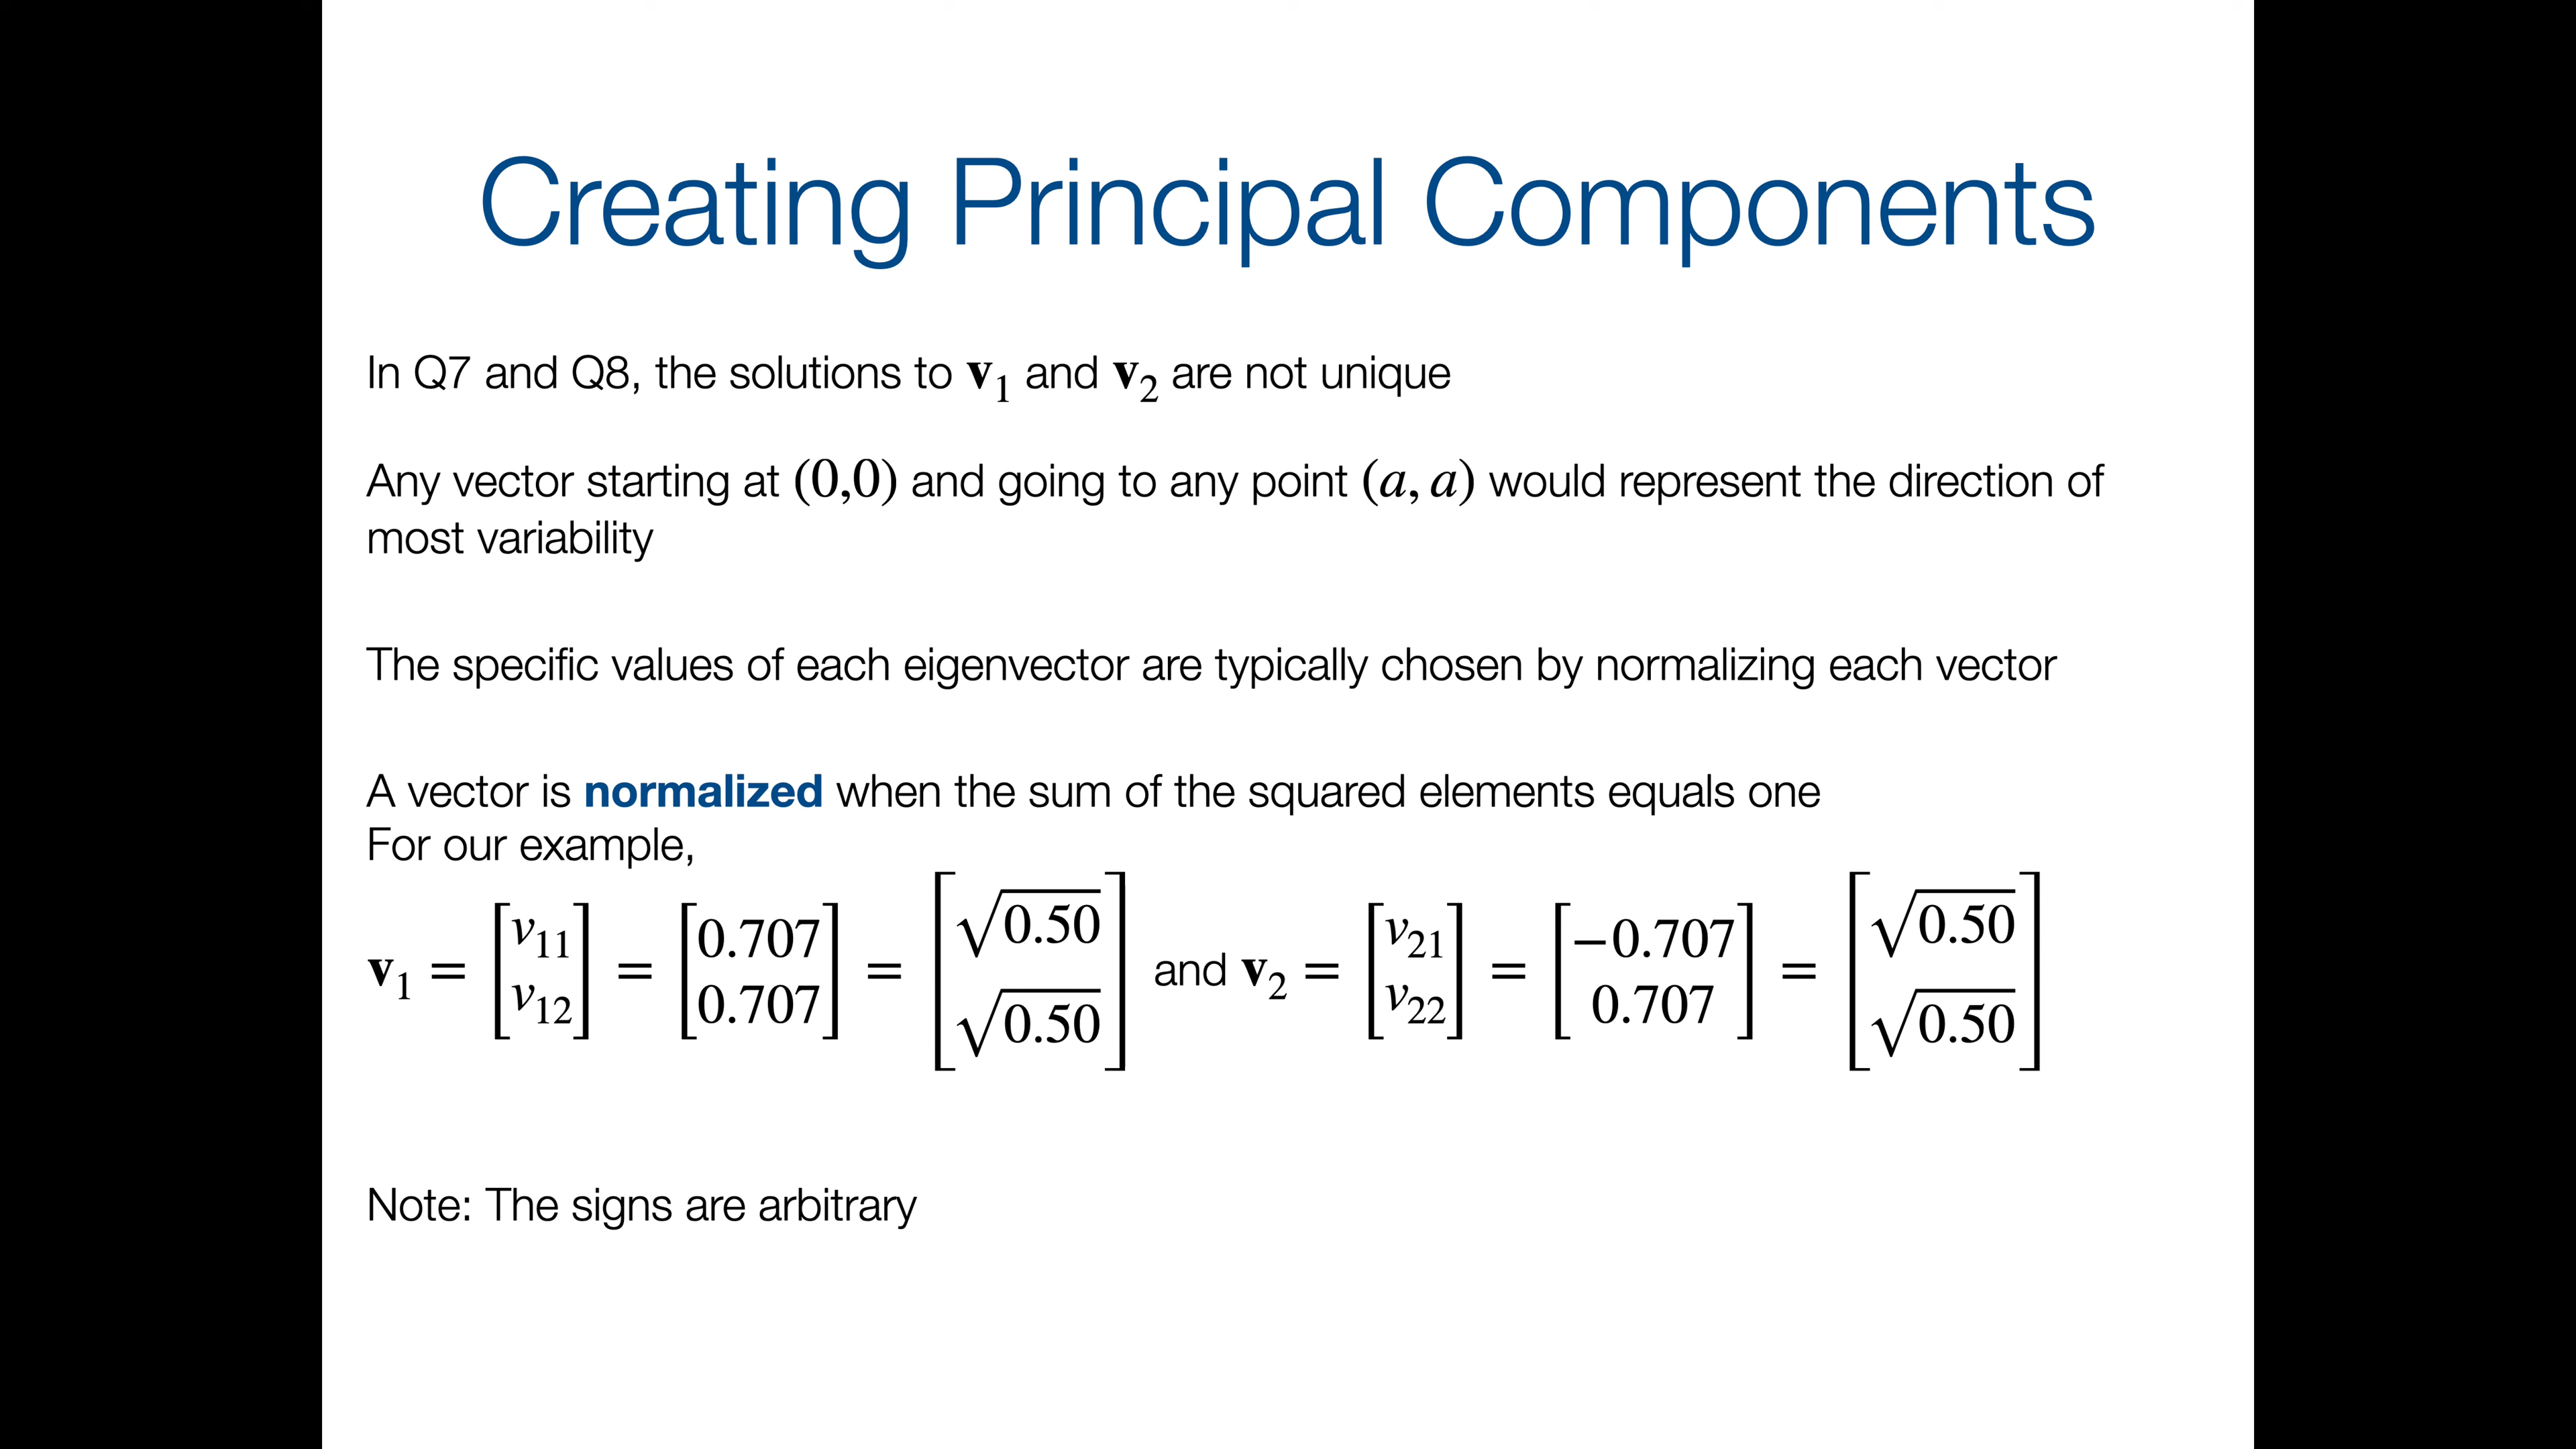 Creating Principal Components
In Q7 and Q8, the solutions to v₁ and v₂ are not unique
Any vector starting at (0,0) and going to any point (a, a) would represent the direction of
most variability
The specific values of each eigenvector are typically chosen by normalizing each vector
A vector is normalized when the sum of the squared elements equals one
For our example,
v₁ = [v₁₁ v₁₂] = [0.707 0.707] = [√0.50 √0.50] and v₂ = [v₂₁ v₂₂] = [−0.707 0.707] = [√0.50 √0.50]
Note: The signs are arbitrary